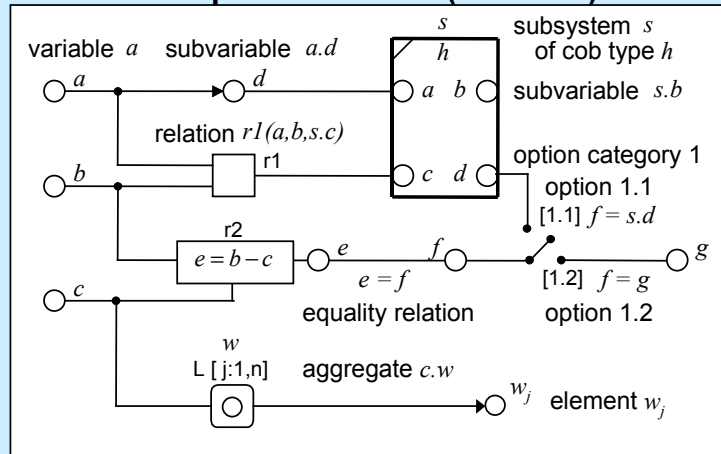 s
variable a subvariable a.d subsystem s
h of cob type h
a d a b subvariable s.b
relation r1(a,b,s.c)
r1 c d option category 1
b option 1.1
[1.1] f = s.d
r2
e = b – c e f g
e = f [1.2] f = g
c equality relation option 1.2
w
L [ j:1,n] aggregate c.w
w_j element w_j